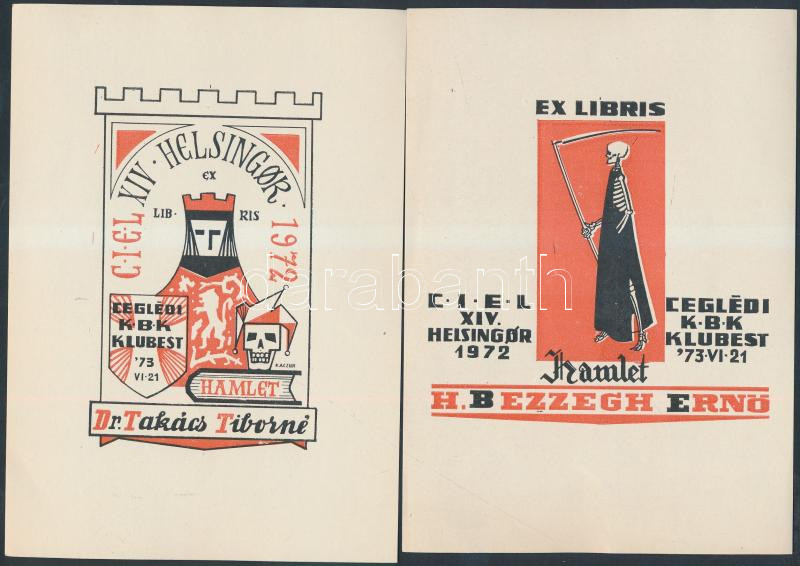 C·I·E·L XIV· HELSINGØR· 1972
EX
LIB· RIS
CEGLÉDI
K·B·K
KLUBEST
'73
VI·21
KACZUR
HAMLET
Dr. Takács Tiborné
EX LIBRIS
C·I·E·L
XIV.
HELSINGØR
1972
CEGLÉDI
K·B·K
KLUBEST
'73·VI·21
Hamlet
H. BEZZEGH ERNŐ
darabanth